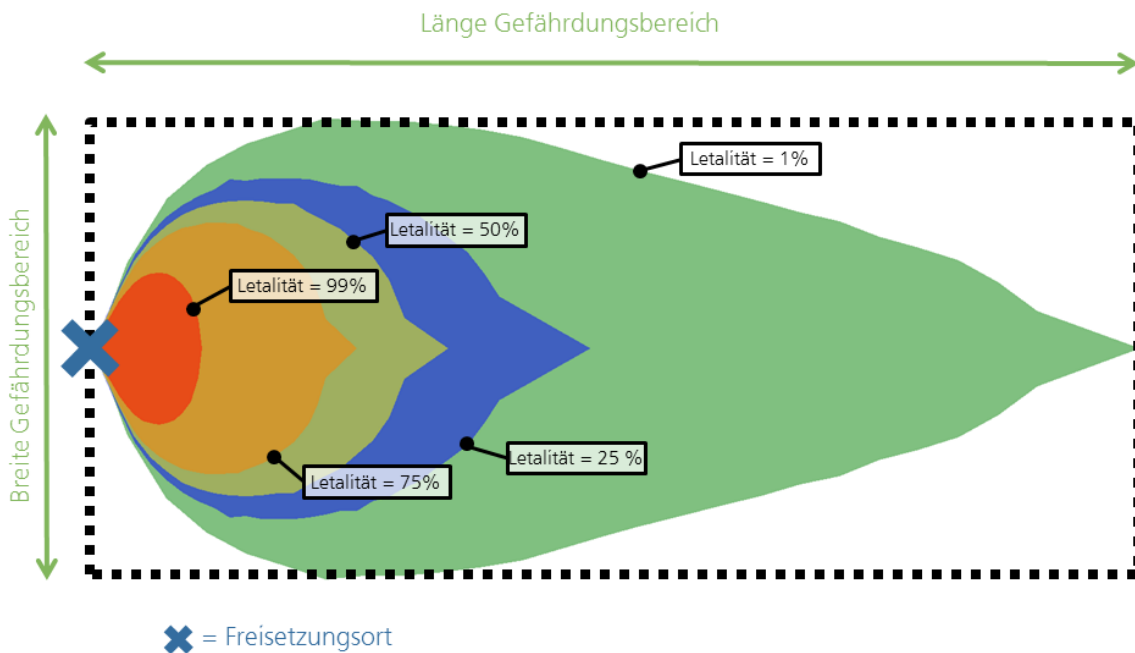 Länge Gefährdungsbereich
Breite Gefährdungsbereich
Letalität = 1%
Letalität = 50%
Letalität = 99%
Letalität = 25 %
Letalität = 75%
= Freisetzungsort